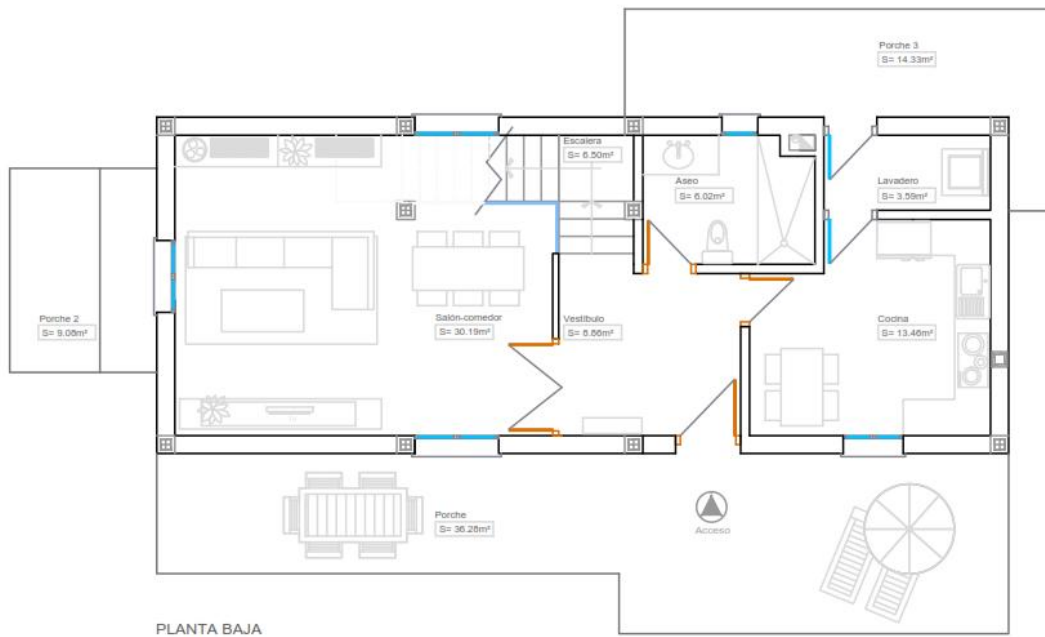 Porche 3
S= 14.33m²
Escalera
S= 6.50m²
Aseo
S= 6.02m²
Lavadero
S= 3.59m²
Porche 2
S= 9.08m²
Salón-comedor
S= 30.19m²
Vestíbulo
S= 8.86m²
Cocina
S= 13.46m²
Porche
S= 36.28m²
Acceso
PLANTA BAJA